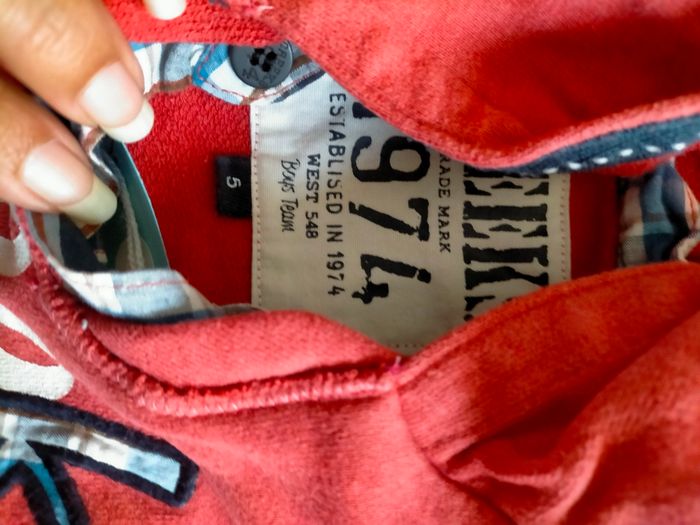 RADE MARK
1974
ESTABLISED IN 1974
WEST 548
Boys Team
5